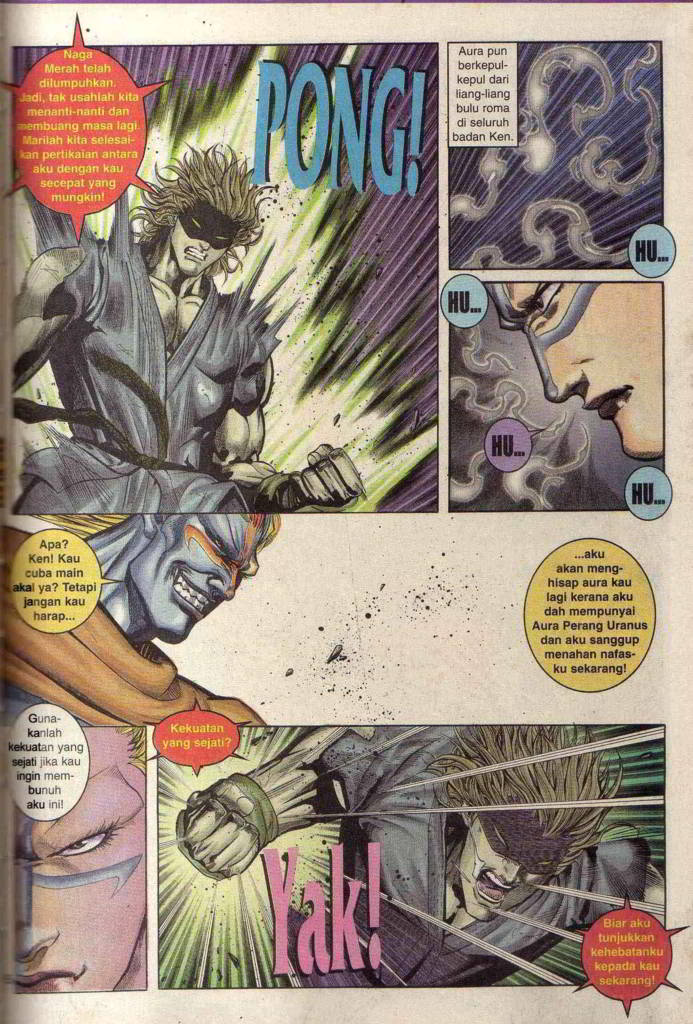 Naga
Merah telah
dilumpuhkan.
Jadi, tak usahlah kita
menanti-nanti dan
membuang masa lagi.
Marilah kita selesai-
kan pertikaian antara
aku dengan kau
secepat yang
mungkin!
PONG!
Aura pun
berkepul-
kepul dari
liang-liang
bulu roma
di seluruh
badan Ken.
HU...
HU...
HU...
HU...
Apa?
Ken! Kau
cuba main
akal ya? Tetapi
jangan kau
harap...
...aku
akan meng-
hisap aura kau
lagi kerana aku
dah mempunyai
Aura Perang Uranus
dan aku sanggup
menahan nafas-
ku sekarang!
Guna-
kanlah
kekuatan yang
sejati jika kau
ingin mem-
bunuh
aku ini!
Kekuatan
yang sejati?
Yak!
Biar aku
tunjukkan
kehebatanku
kepada kau
sekarang!